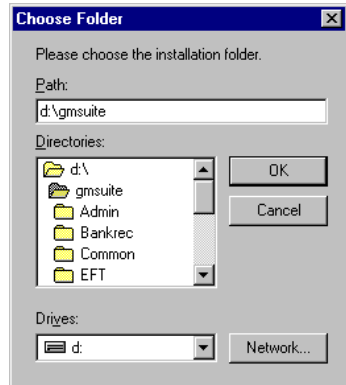 Choose Folder
Please choose the installation folder.
Path:
d:\gmsuite
Directories:
d:\
gmsuite
Admin
Bankrec
Common
EFT
OK
Cancel
Drives:
d:
Network...